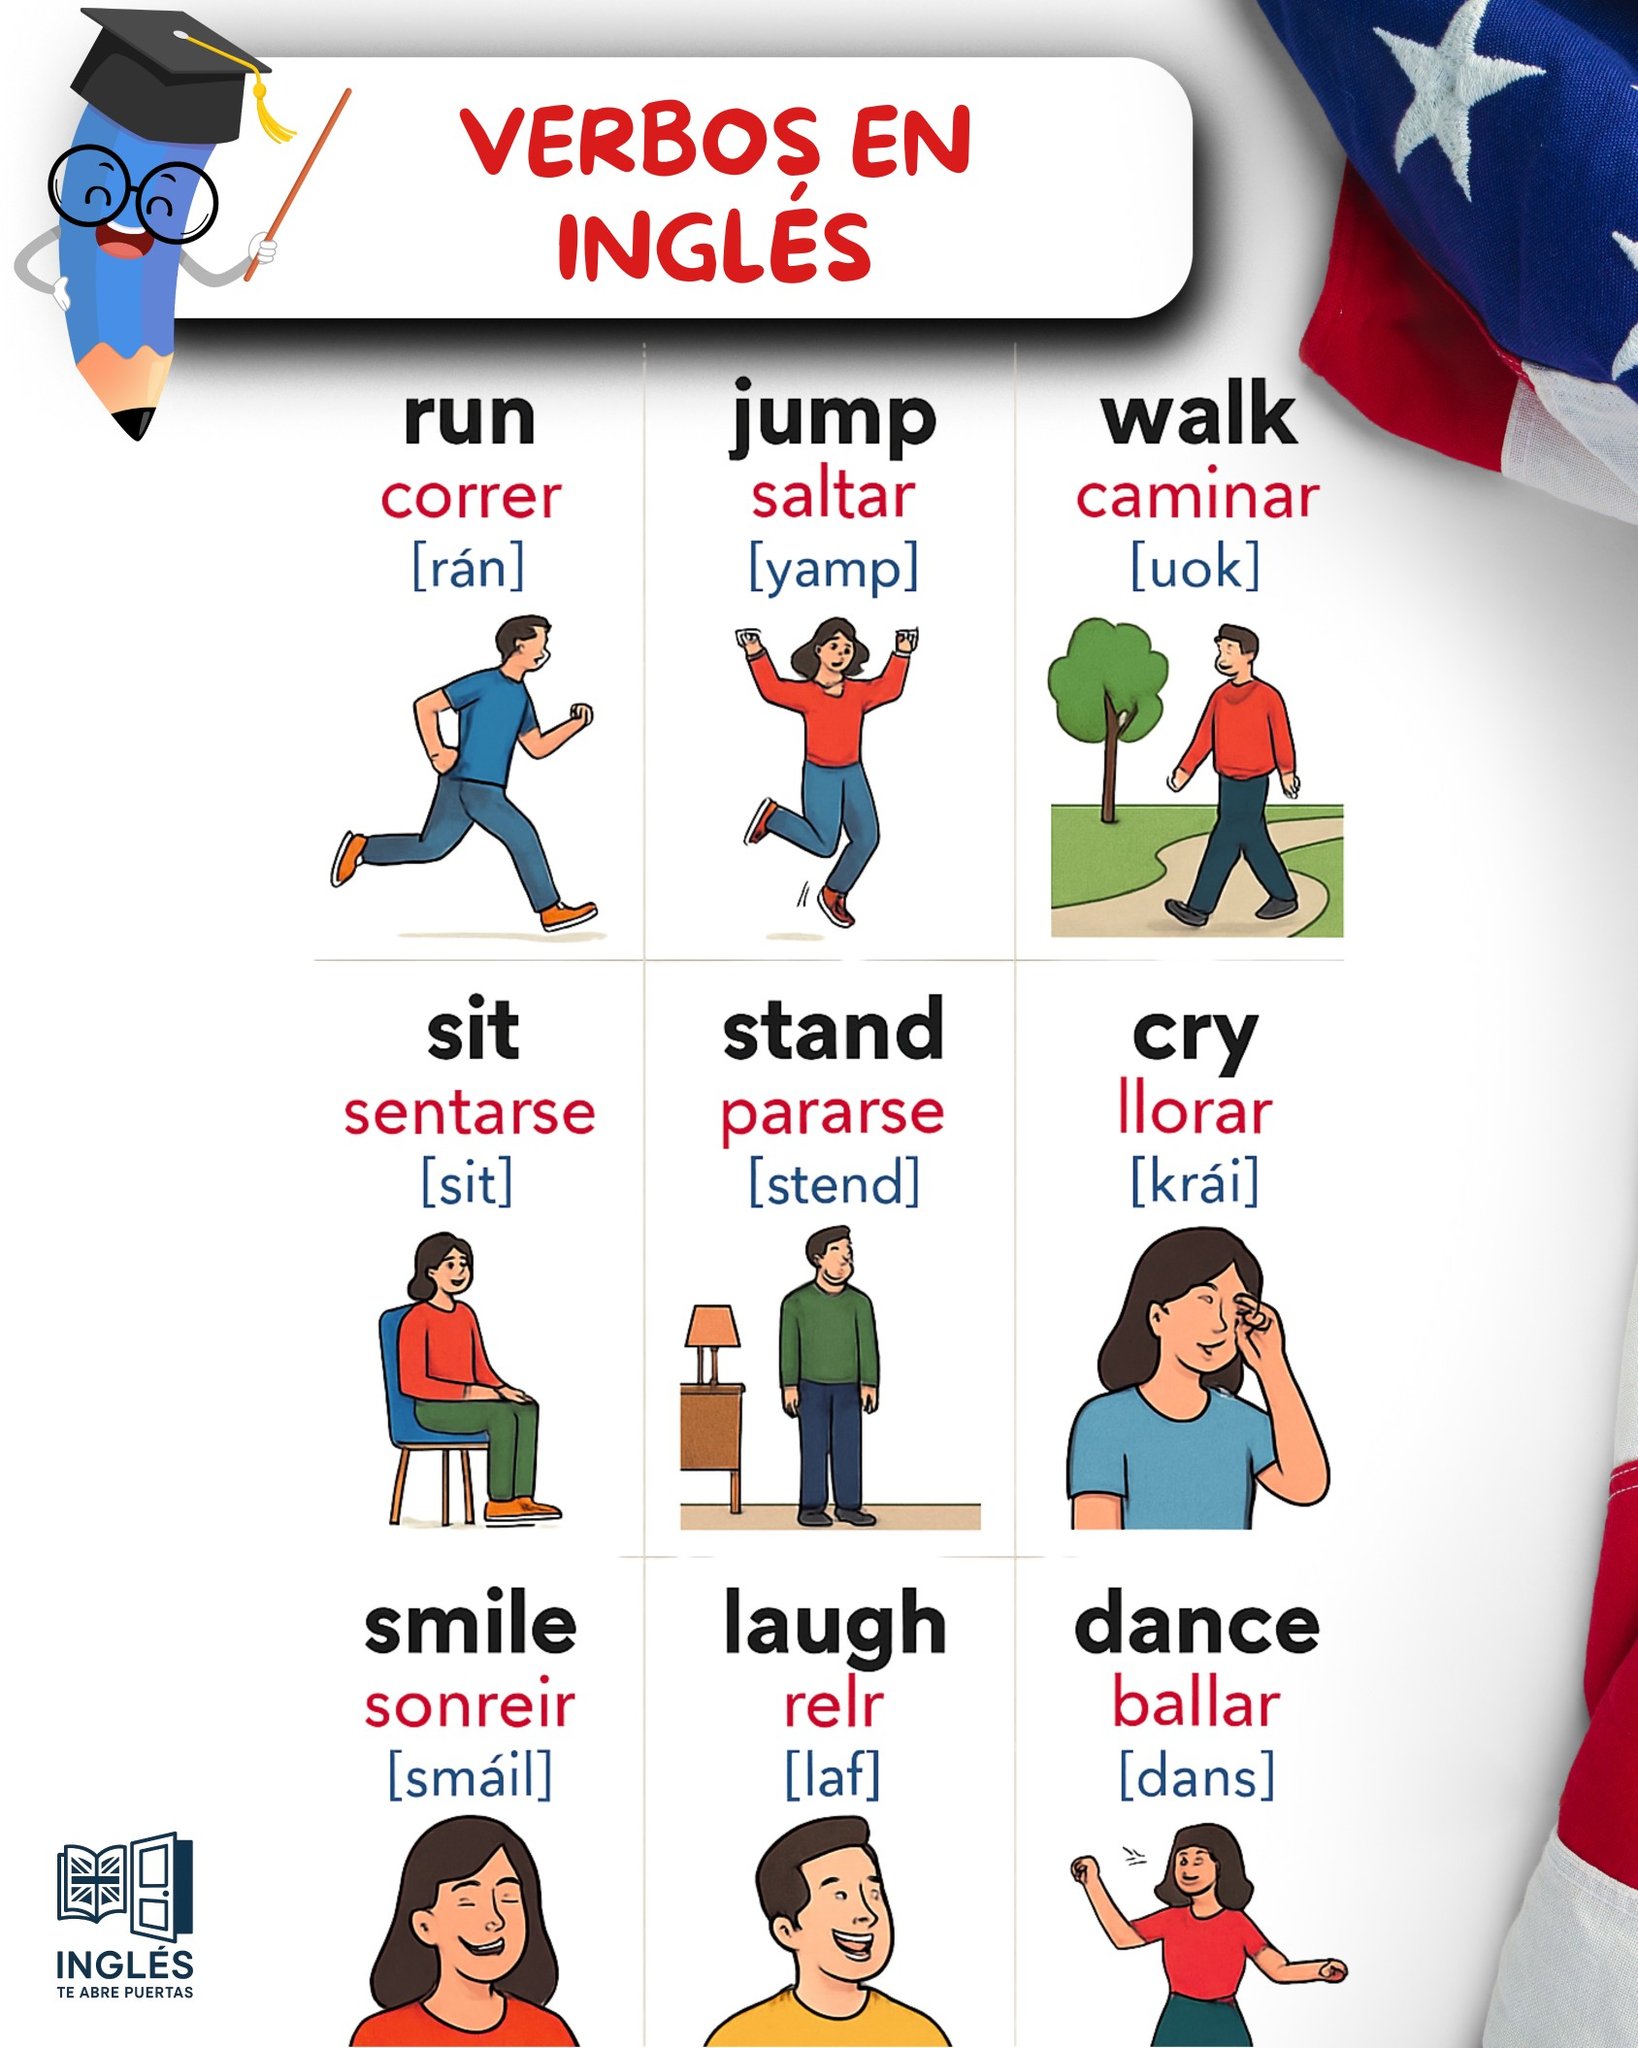 VERBOS EN
INGLÉS
run
correr
[rán]
jump
saltar
[yamp]
walk
caminar
[uok]
sit
sentarse
[sit]
stand
pararse
[stend]
cry
llorar
[krái]
smile
sonreir
[smáil]
laugh
relr
[laf]
dance
ballar
[dans]
INGLÉS
TE ABRE PUERTAS